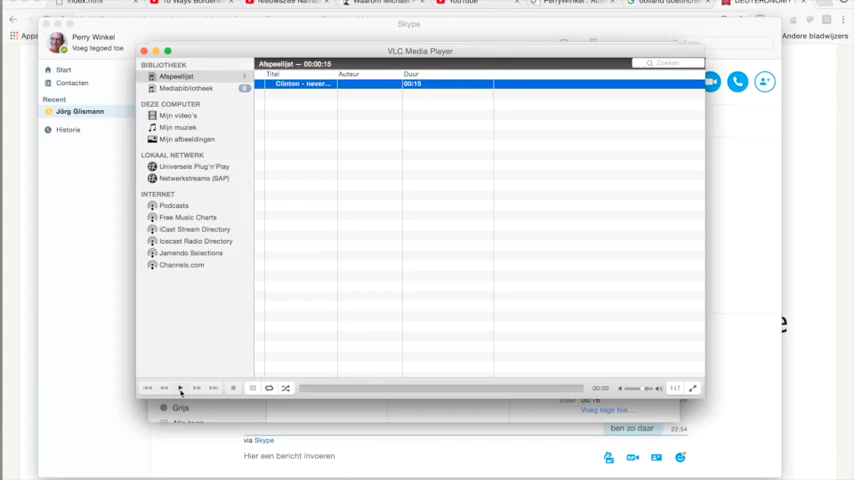 index.html
10 Ways
Nieuws
YouTube
DEUTERONOMY
Apps
Andere bladwijzers
Skype
Perry Winkel
Voeg tegoed toe
Start
Contacten
Recent
Jörg Glismann
Historie
VLC Media Player
BIBLIOTHEEK
Afspeellijst 1
Mediabibliotheek 0
DEZE COMPUTER
Mijn video's
Mijn muziek
Mijn afbeeldingen
LOKAAL NETWERK
Universele Plug'n'Play
Netwerkstreams (SAP)
INTERNET
Podcasts
Free Music Charts
iCast Stream Directory
Icecast Radio Directory
Jamendo Selections
Channels.com
Afspeellijst — 00:00:15
Zoeken
Titel Auteur Duur
Clinton - never... 00:15
00:00
Grijs
Voeg tags toe...
ben zo daar 22:54
via Skype
Hier een bericht invoeren